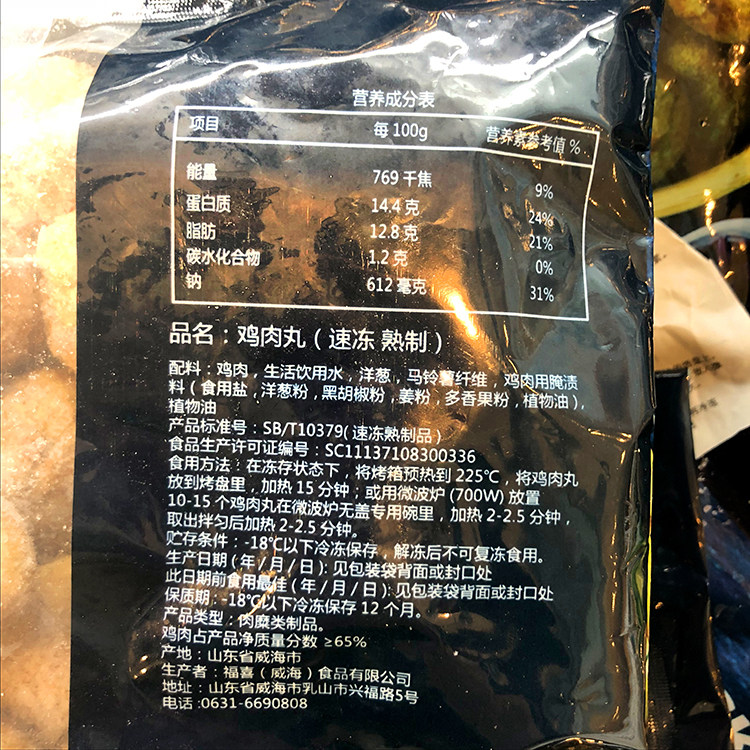 营养成分表
项目 每 100g 营养素参考值 %
能量 769 千焦 9%
蛋白质 14.4 克 24%
脂肪 12.8 克 21%
碳水化合物 1.2 克 0%
钠 612 毫克 31%
品名：鸡肉丸（速冻 熟制）
配料：鸡肉，生活饮用水，洋葱，马铃薯纤维，鸡肉用腌渍
料（食用盐，洋葱粉，黑胡椒粉，姜粉，多香果粉，植物油），
植物油
产品标准号：SB/T10379(速冻熟制品)
食品生产许可证编号：SC11137108300336
食用方法：在冻存状态下，将烤箱预热到 225℃，将鸡肉丸
放到烤盘里，加热 15 分钟；或用微波炉 (700W) 放置
10-15 个鸡肉丸在微波炉无盖专用碗里，加热 2-2.5 分钟，
取出拌匀后加热 2-2.5 分钟。
贮存条件：-18℃以下冷冻保存，解冻后不可复冻食用。
生产日期（年/月/日）：见包装袋背面或封口处
此日期前食用最佳（年/月/日）：见包装袋背面或封口处
保质期：-18℃以下冷冻保存 12 个月。
产品类型：肉糜类制品。
鸡肉占产品净质量分数 ≥65%
产地：山东省威海市
生产者：福喜（威海）食品有限公司
地址：山东省威海市乳山市兴福路5号
电话:0631-6690808